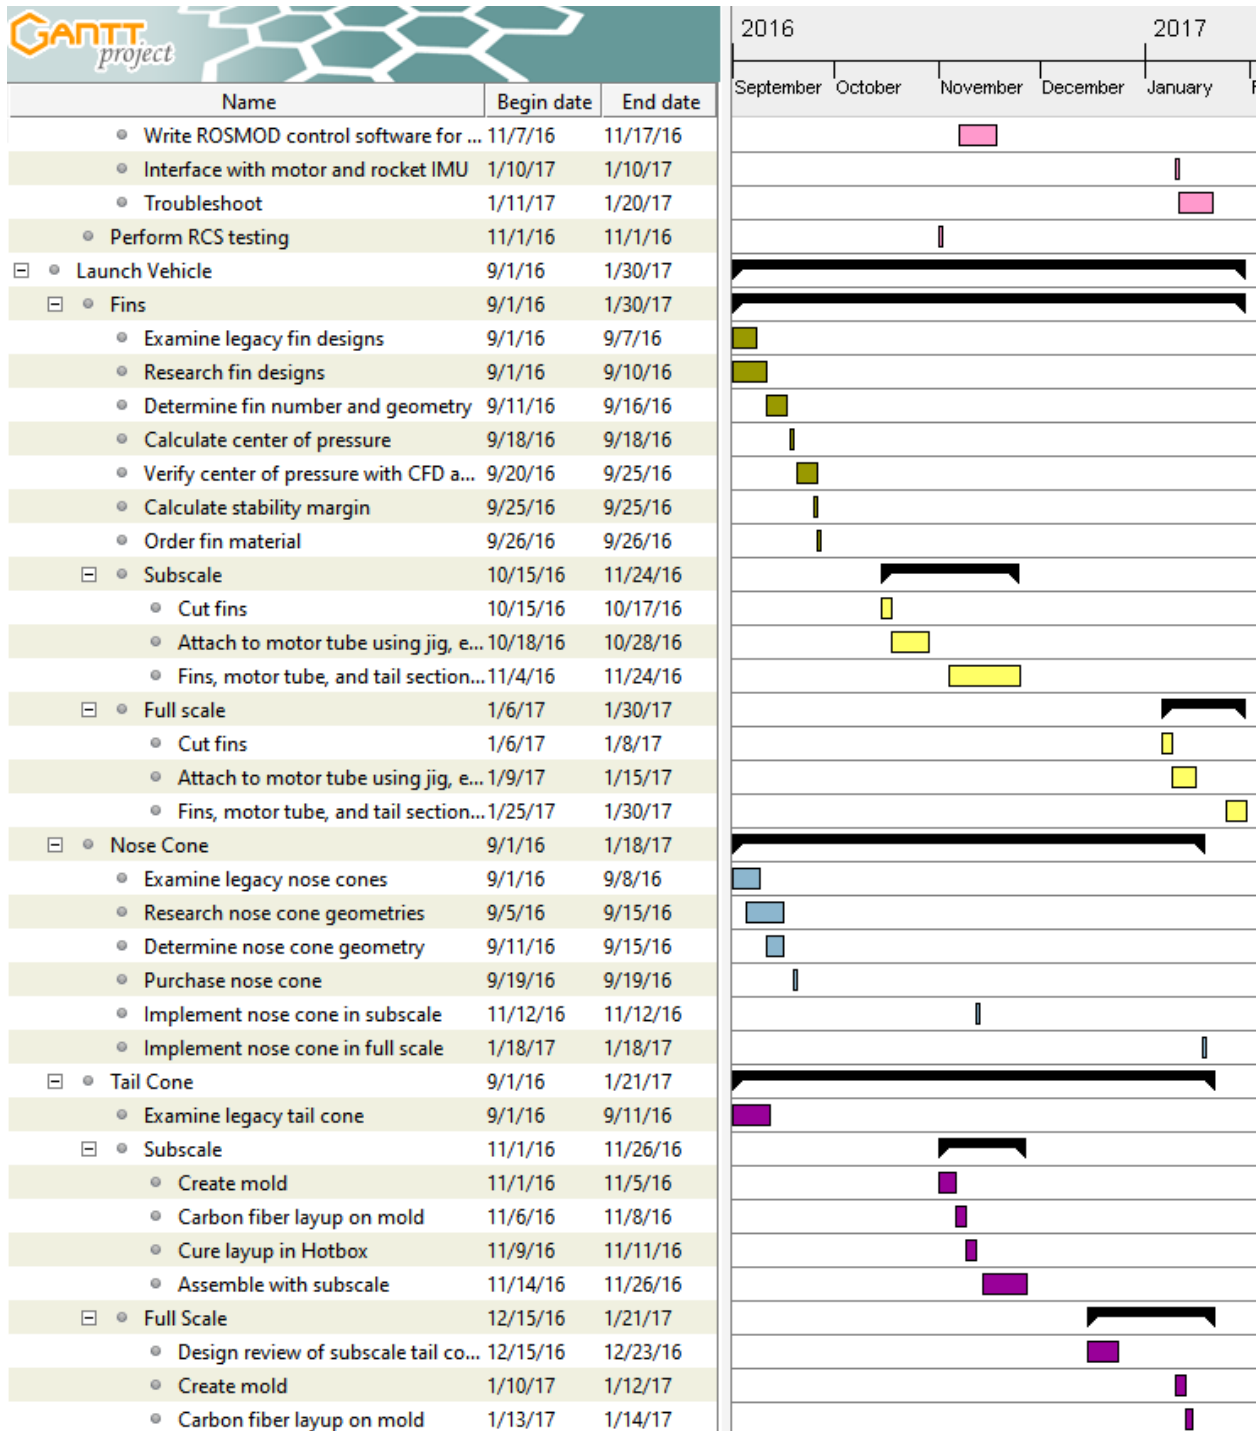 GANTT
project
2016 2017
September October November December January F
Name Begin date End date
Write ROSMOD control software for ... 11/7/16 11/17/16
Interface with motor and rocket IMU 1/10/17 1/10/17
Troubleshoot 1/11/17 1/20/17
Perform RCS testing 11/1/16 11/1/16
Launch Vehicle 9/1/16 1/30/17
Fins 9/1/16 1/30/17
Examine legacy fin designs 9/1/16 9/7/16
Research fin designs 9/1/16 9/10/16
Determine fin number and geometry 9/11/16 9/16/16
Calculate center of pressure 9/18/16 9/18/16
Verify center of pressure with CFD a... 9/20/16 9/25/16
Calculate stability margin 9/25/16 9/25/16
Order fin material 9/26/16 9/26/16
Subscale 10/15/16 11/24/16
Cut fins 10/15/16 10/17/16
Attach to motor tube using jig, e... 10/18/16 10/28/16
Fins, motor tube, and tail section... 11/4/16 11/24/16
Full scale 1/6/17 1/30/17
Cut fins 1/6/17 1/8/17
Attach to motor tube using jig, e... 1/9/17 1/15/17
Fins, motor tube, and tail section... 1/25/17 1/30/17
Nose Cone 9/1/16 1/18/17
Examine legacy nose cones 9/1/16 9/8/16
Research nose cone geometries 9/5/16 9/15/16
Determine nose cone geometry 9/11/16 9/15/16
Purchase nose cone 9/19/16 9/19/16
Implement nose cone in subscale 11/12/16 11/12/16
Implement nose cone in full scale 1/18/17 1/18/17
Tail Cone 9/1/16 1/21/17
Examine legacy tail cone 9/1/16 9/11/16
Subscale 11/1/16 11/26/16
Create mold 11/1/16 11/5/16
Carbon fiber layup on mold 11/6/16 11/8/16
Cure layup in Hotbox 11/9/16 11/11/16
Assemble with subscale 11/14/16 11/26/16
Full Scale 12/15/16 1/21/17
Design review of subscale tail co... 12/15/16 12/23/16
Create mold 1/10/17 1/12/17
Carbon fiber layup on mold 1/13/17 1/14/17